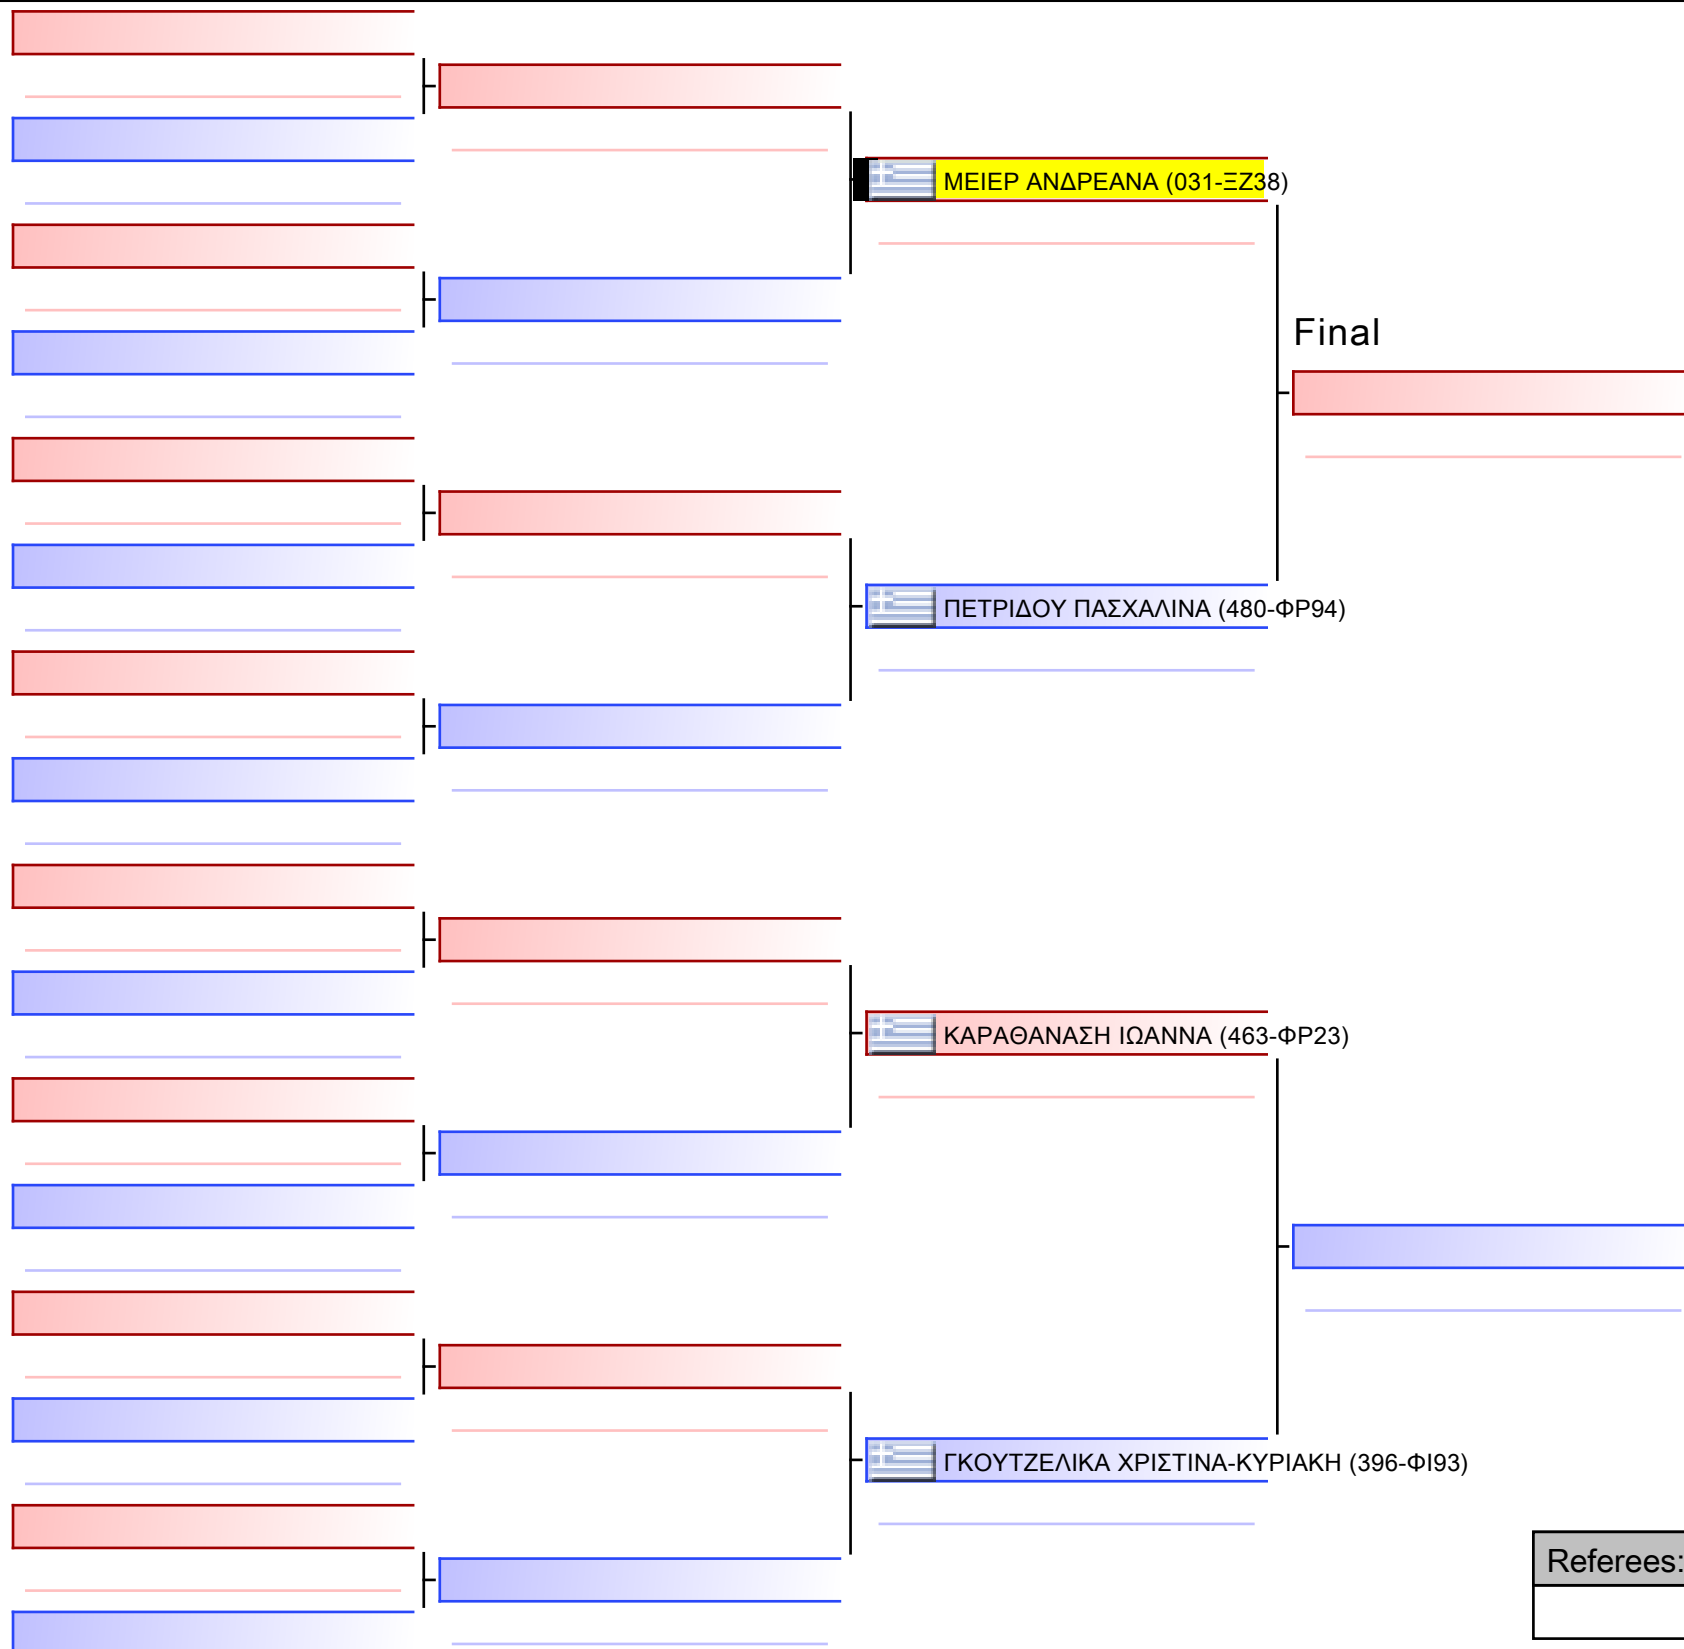 ΜΕΙΕΡ ΑΝΔΡΕΑΝΑ (031-ΞΖ38)
Final
ΠΕΤΡΙΔΟΥ ΠΑΣΧΑΛΙΝΑ (480-ΦΡ94)
ΚΑΡΑΘΑΝΑΣΗ ΙΩΑΝΝΑ (463-ΦΡ23)
ΓΚΟΥΤΖΕΛΙΚΑ ΧΡΙΣΤΙΝΑ-ΚΥΡΙΑΚΗ (396-ΦΙ93)
Referees: